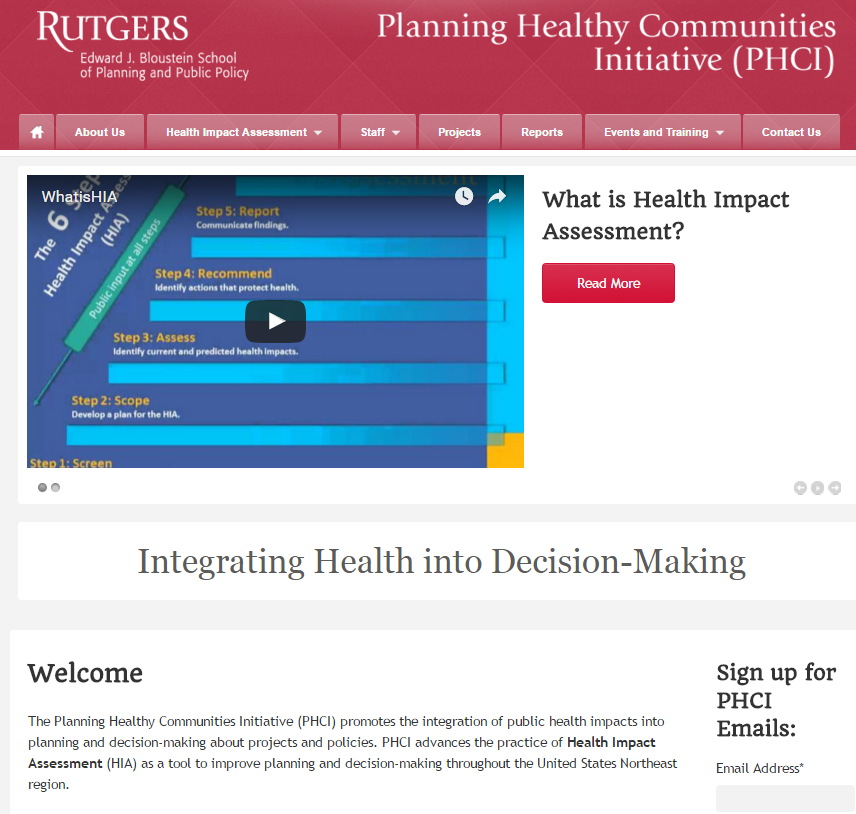 RUTGERS
Edward J. Bloustein School
of Planning and Public Policy
Planning Healthy Communities
Initiative (PHCI)
About Us
Health Impact Assessment
Staff
Projects
Reports
Events and Training
Contact Us
WhatisHIA
The 6 Step
Health Impact Assess
(HIA)
Public input at all steps
Step 5: Report
Communicate findings.
Step 4: Recommend
Identify actions that protect health.
Step 3: Assess
Identify current and predicted health impacts.
Step 2: Scope
Develop a plan for the HIA.
Step 1: Screen
What is Health Impact
Assessment?
Read More
Integrating Health into Decision-Making
Welcome
The Planning Healthy Communities Initiative (PHCI) promotes the integration of public health impacts into
planning and decision-making about projects and policies. PHCI advances the practice of Health Impact
Assessment (HIA) as a tool to improve planning and decision-making throughout the United States Northeast
region.
Sign up for
PHCI
Emails:
Email Address*